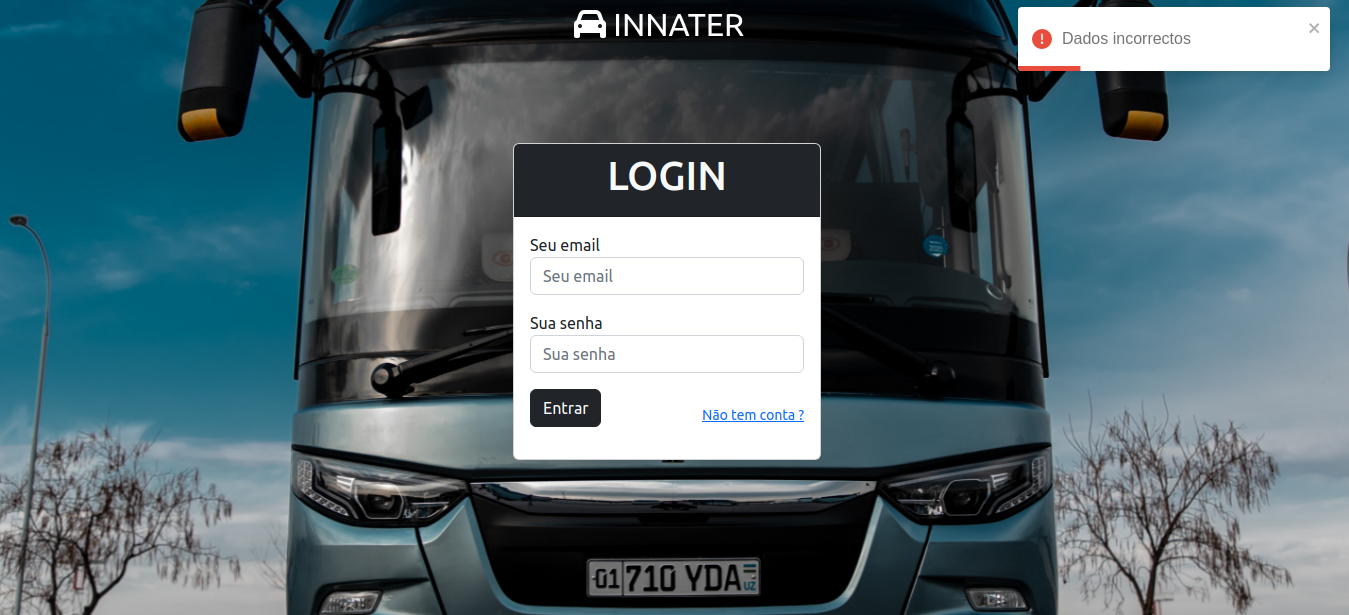 INNATER
Dados incorrectos
LOGIN
Seu email
Seu email
Sua senha
Sua senha
Entrar
Não tem conta ?
01 710 YDA UZ